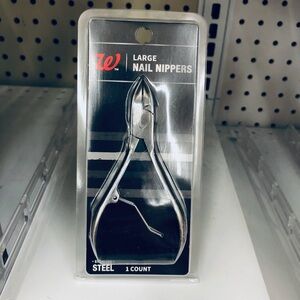 W
LARGE
NAIL NIPPERS
STEEL
1 COUNT